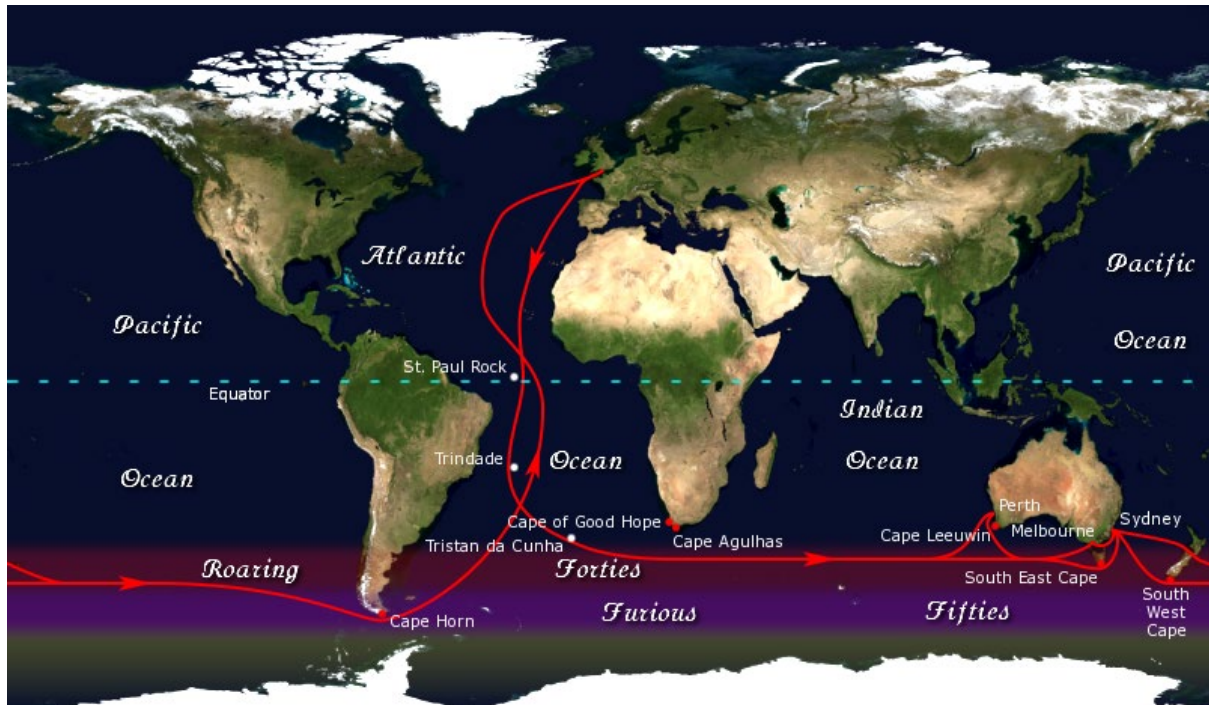 Atlantic
Pacific
Pacific
Ocean
St. Paul Rock
Equator
Indian
Trindade
Ocean
Ocean
Ocean
Perth
Cape of Good Hope
Sydney
Cape Leeuwin
Melbourne
Cape Agulhas
Tristan da Cunha
Roaring
Forties
South East Cape
South
West
Cape
Furious
Fifties
Cape Horn